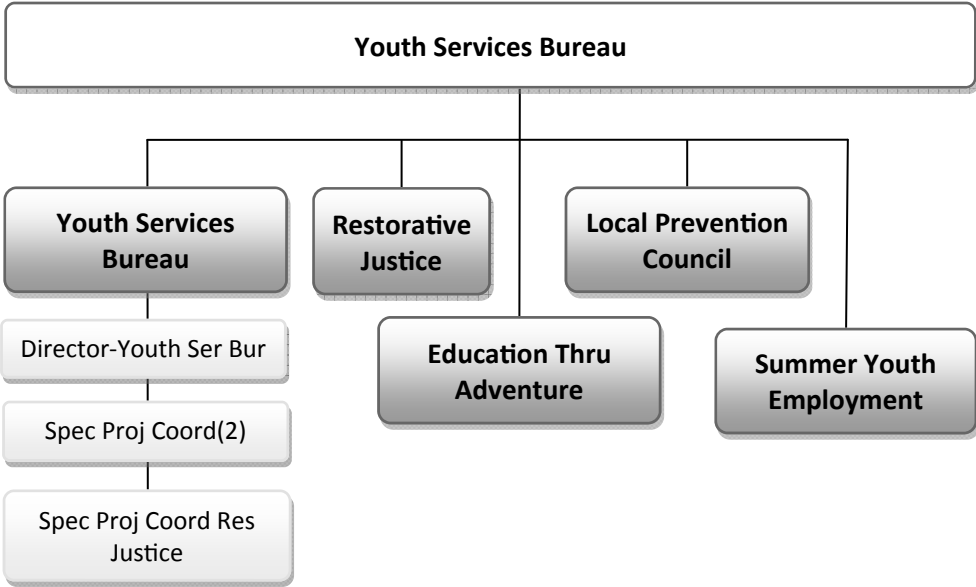 Youth Services Bureau
Youth Services
Bureau
Restorative
Justice
Local Prevention
Council
Education Thru
Adventure
Summer Youth
Employment
Director-Youth Ser Bur
Spec Proj Coord(2)
Spec Proj Coord Res
Justice